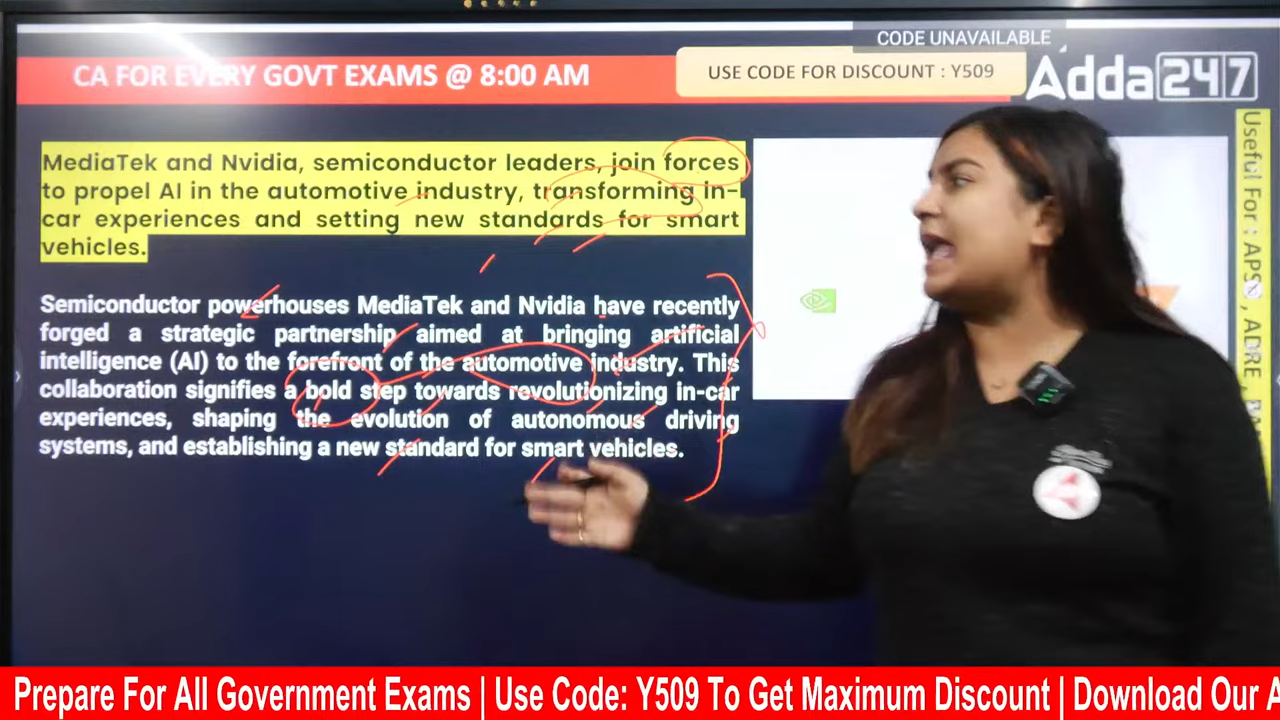 CODE UNAVAILABLE
CA FOR EVERY GOVT EXAMS @ 8:00 AM
USE CODE FOR DISCOUNT : Y509
Adda247
MediaTek and Nvidia, semiconductor leaders, join forces
to propel AI in the automotive industry, transforming in-
car experiences and setting new standards for smart
vehicles.
Semiconductor powerhouses MediaTek and Nvidia have recently
forged a strategic partnership aimed at bringing artificial
intelligence (AI) to the forefront of the automotive industry. This
collaboration signifies a bold step towards revolutionizing in-car
experiences, shaping the evolution of autonomous driving
systems, and establishing a new standard for smart vehicles.
Useful For : APSC, ADRE, BA
Prepare For All Government Exams | Use Code: Y509 To Get Maximum Discount | Download Our A